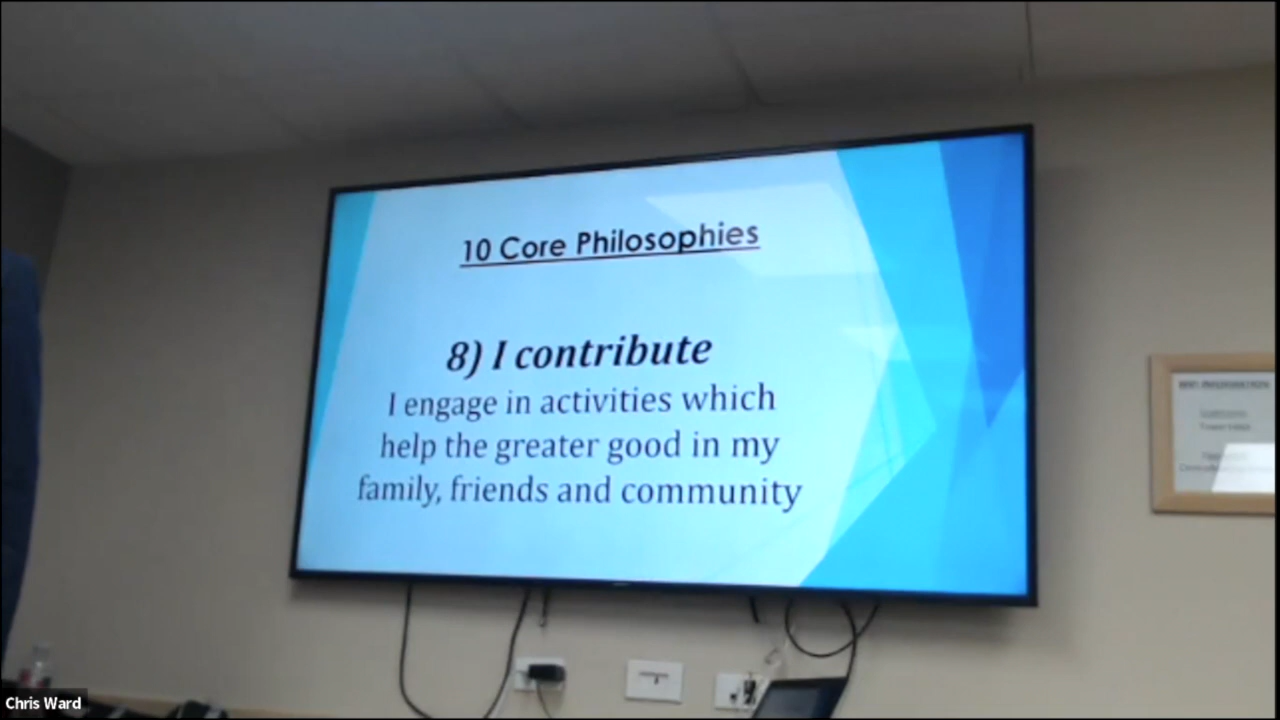 10 Core Philosophies
8) I contribute
I engage in activities which
help the greater good in my
family, friends and community
Chris Ward